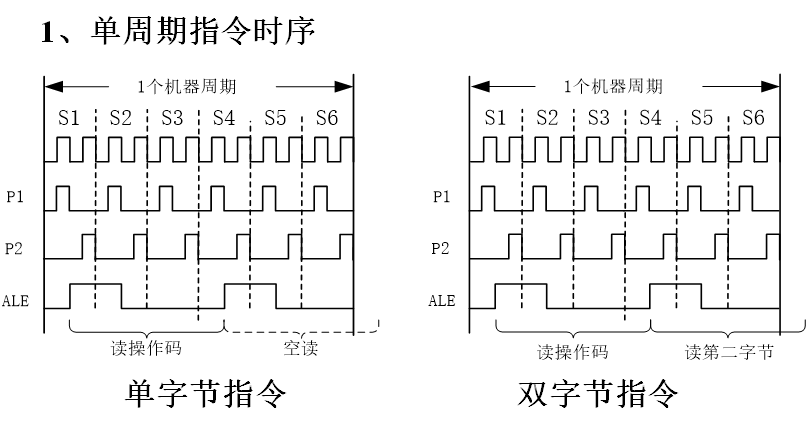 1、单周期指令时序
1个机器周期
S1 S2 S3 S4 S5 S6
P1
P2
ALE
读操作码 空读
单字节指令
1个机器周期
S1 S2 S3 S4 S5 S6
P1
P2
ALE
读操作码 读第二字节
双字节指令